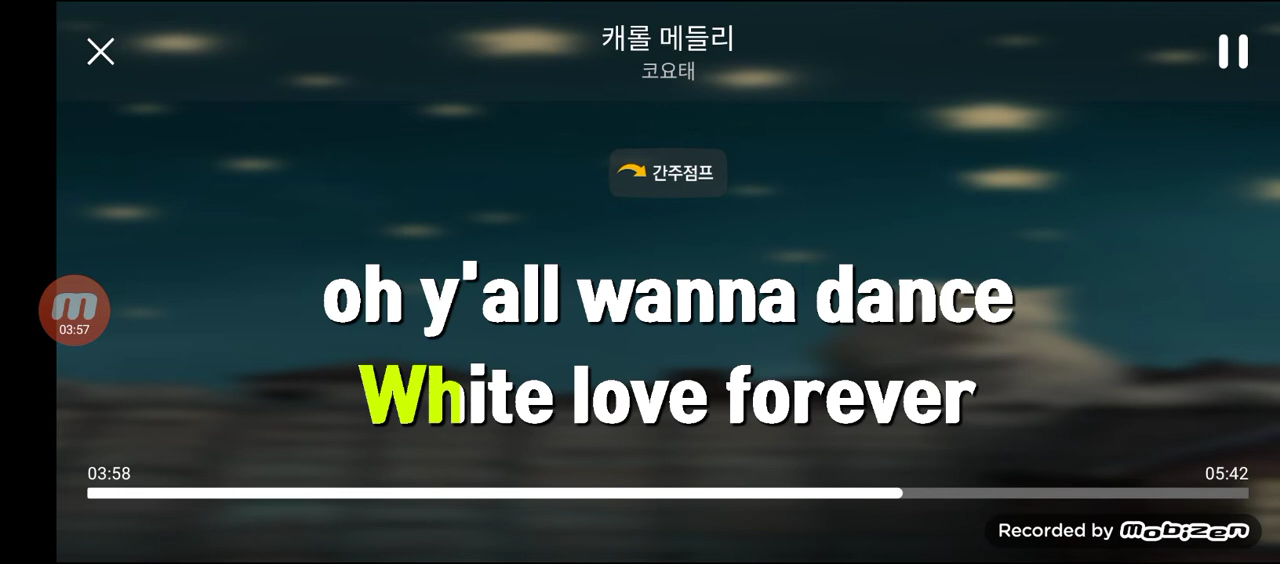 캐롤 메들리
코요태
간주점프
oh y'all wanna dance
White love forever
03:57
03:58
05:42
Recorded by mobizen